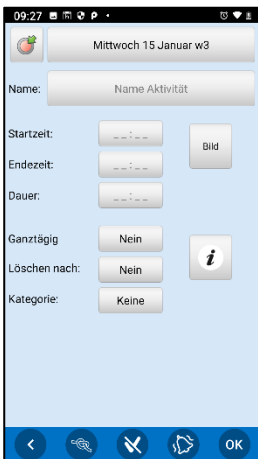 09:27
Mittwoch 15 Januar w3
Name: Name Aktivität
Startzeit: __:__
Bild
Endezeit: __:__
Dauer: __:__
Ganztägig Nein
i
Löschen nach: Nein
Kategorie: Keine
OK